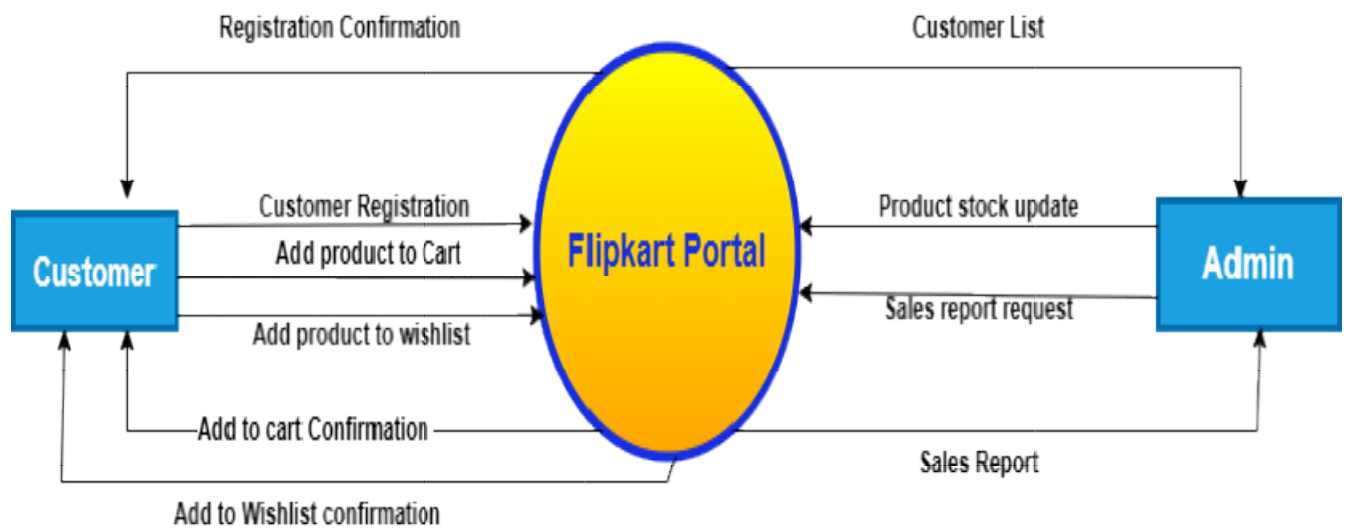 Registration Confirmation
Customer List
Customer Registration
Product stock update
Add product to Cart
Flipkart Portal
Customer
Admin
Sales report request
Add product to wishlist
Add to cart Confirmation
Sales Report
Add to Wishlist confirmation